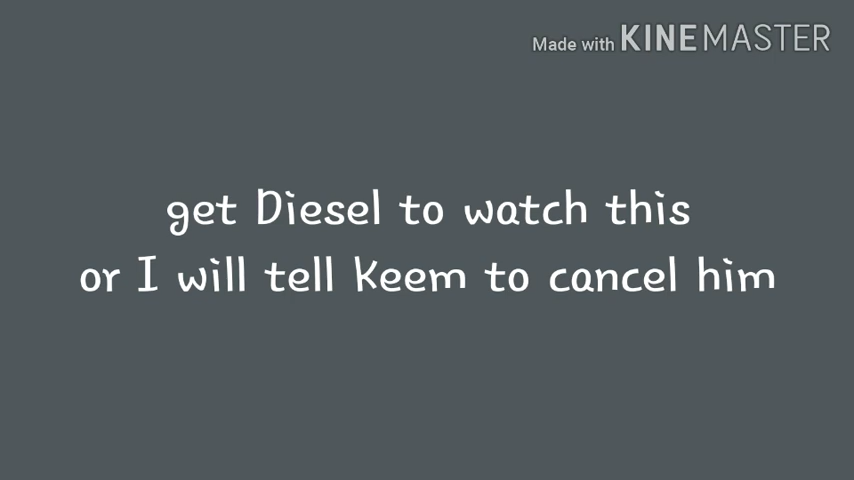 Made with KINEMASTER
get Diesel to watch this
or I will tell Keem to cancel him